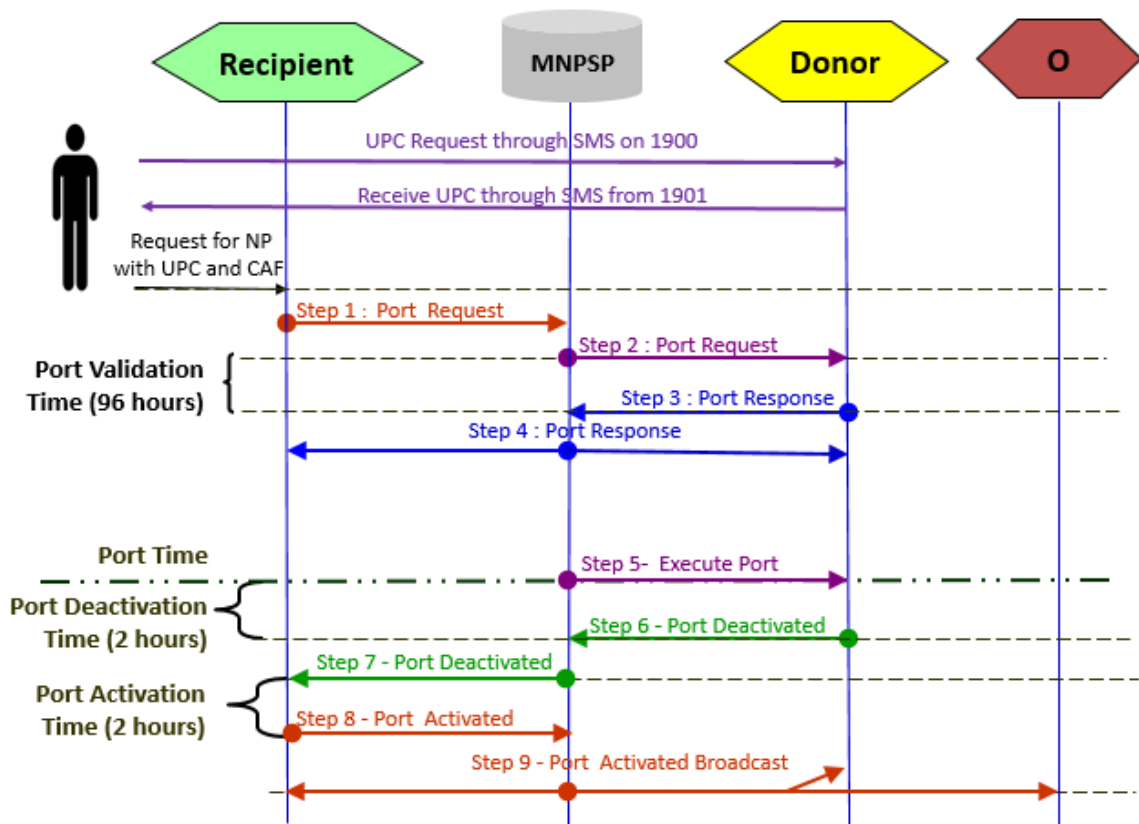 Recipient
MNPSP
Donor
O
UPC Request through SMS on 1900
Receive UPC through SMS from 1901
Request for NP
with UPC and CAF
Step 1 : Port Request
Step 2 : Port Request
Port Validation
Time (96 hours)
Step 3 : Port Response
Step 4 : Port Response
Port Time
Step 5- Execute Port
Port Deactivation
Time (2 hours)
Step 6 - Port Deactivated
Step 7 - Port Deactivated
Port Activation
Time (2 hours)
Step 8 - Port Activated
Step 9 - Port Activated Broadcast